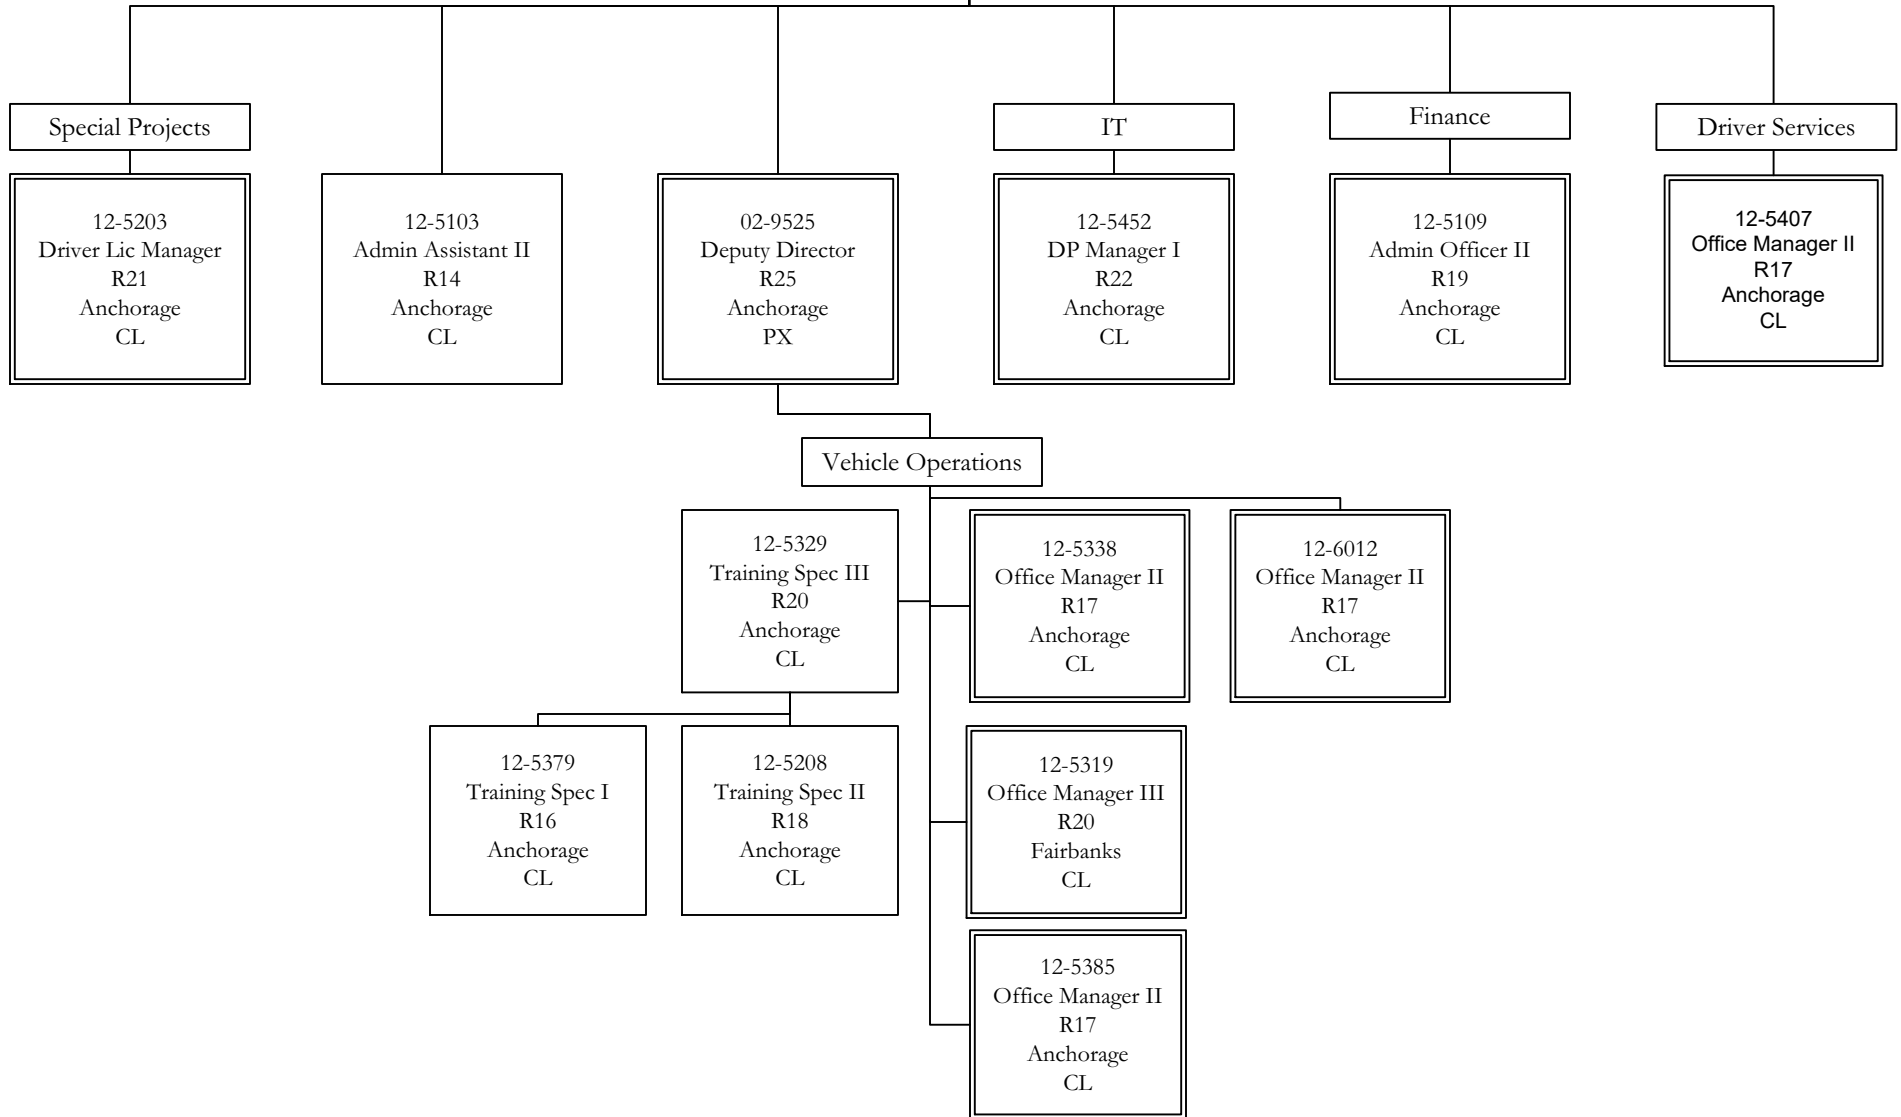 Special Projects
IT
Finance
Driver Services
12-5203
Driver Lic Manager
R21
Anchorage
CL
12-5103
Admin Assistant II
R14
Anchorage
CL
02-9525
Deputy Director
R25
Anchorage
PX
12-5452
DP Manager I
R22
Anchorage
CL
12-5109
Admin Officer II
R19
Anchorage
CL
12-5407
Office Manager II
R17
Anchorage
CL
Vehicle Operations
12-5329
Training Spec III
R20
Anchorage
CL
12-5338
Office Manager II
R17
Anchorage
CL
12-6012
Office Manager II
R17
Anchorage
CL
12-5379
Training Spec I
R16
Anchorage
CL
12-5208
Training Spec II
R18
Anchorage
CL
12-5319
Office Manager III
R20
Fairbanks
CL
12-5385
Office Manager II
R17
Anchorage
CL